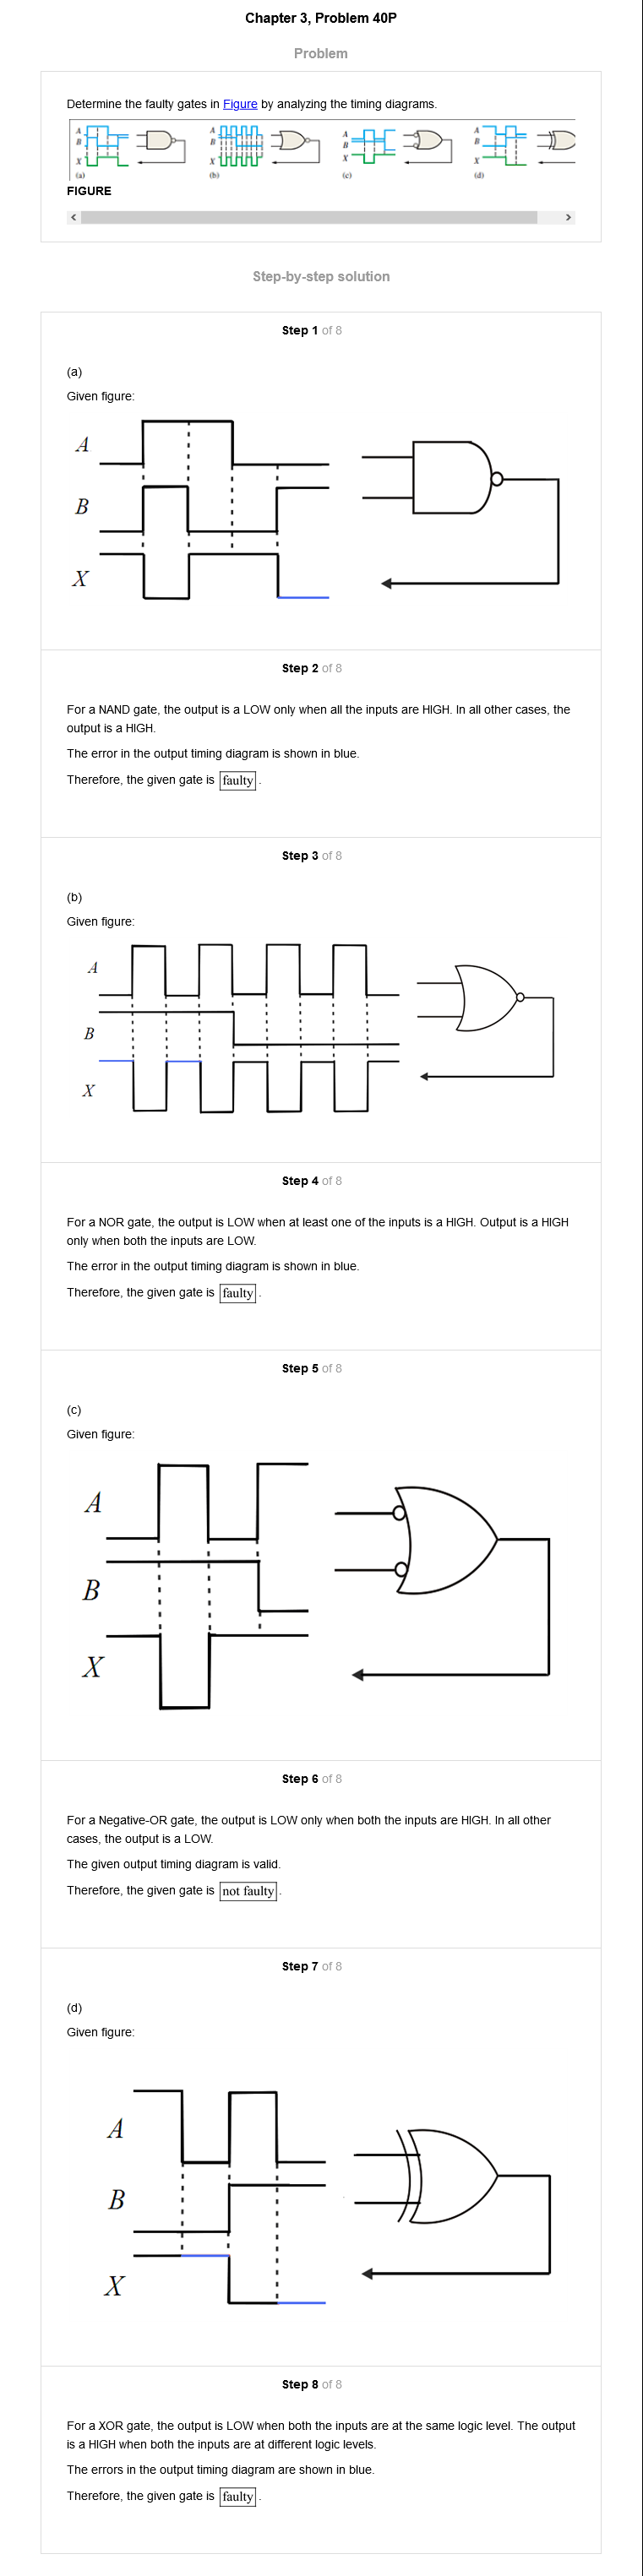 Chapter 3, Problem 40P
Problem
Determine the faulty gates in Figure by analyzing the timing diagrams.
A
B
X
(a)
A
B
X
(b)
A
B
X
(c)
A
B
X
(d)
FIGURE
Step-by-step solution
Step 1 of 8
(a)
Given figure:
A
B
X
Step 2 of 8
For a NAND gate, the output is a LOW only when all the inputs are HIGH. In all other cases, the
output is a HIGH.
The error in the output timing diagram is shown in blue.
Therefore, the given gate is faulty.
Step 3 of 8
(b)
Given figure:
A
B
X
Step 4 of 8
For a NOR gate, the output is LOW when at least one of the inputs is a HIGH. Output is a HIGH
only when both the inputs are LOW.
The error in the output timing diagram is shown in blue.
Therefore, the given gate is faulty.
Step 5 of 8
(c)
Given figure:
A
B
X
Step 6 of 8
For a Negative-OR gate, the output is LOW only when both the inputs are HIGH. In all other
cases, the output is a LOW.
The given output timing diagram is valid.
Therefore, the given gate is not faulty.
Step 7 of 8
(d)
Given figure:
A
B
X
Step 8 of 8
For a XOR gate, the output is LOW when both the inputs are at the same logic level. The output
is a HIGH when both the inputs are at different logic levels.
The errors in the output timing diagram are shown in blue.
Therefore, the given gate is faulty.